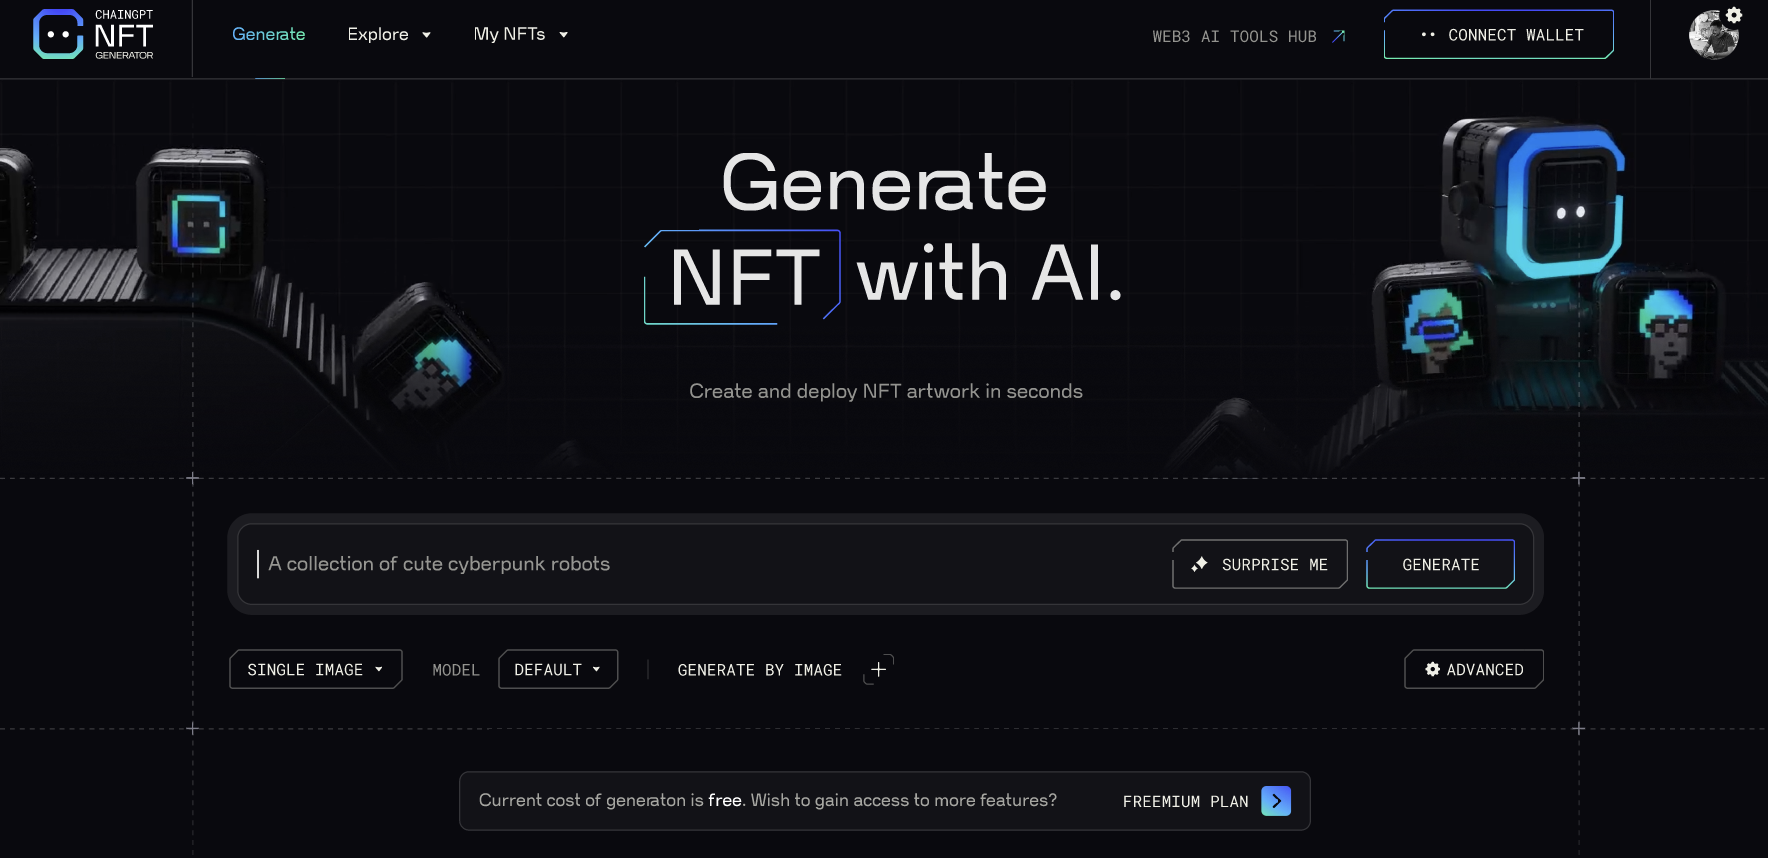 CHAINGPT
NFT
GENERATOR
Generate
Explore
My NFTs
WEB3 AI TOOLS HUB
CONNECT WALLET
Generate
NFT with AI.
Create and deploy NFT artwork in seconds
A collection of cute cyberpunk robots
SURPRISE ME
GENERATE
SINGLE IMAGE
MODEL
DEFAULT
GENERATE BY IMAGE
ADVANCED
Current cost of generaton is free. Wish to gain access to more features?
FREEMIUM PLAN